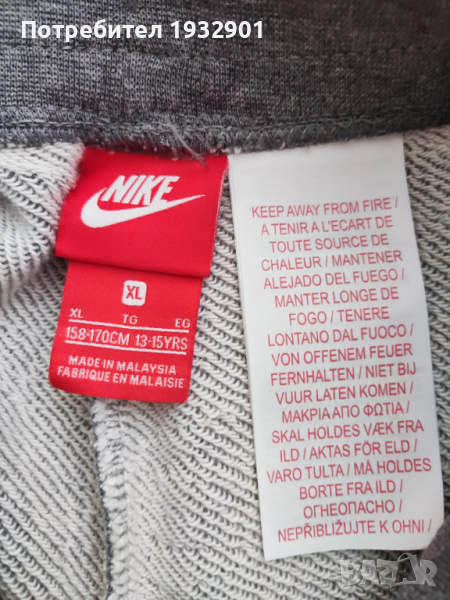 Потребител 1932901
NIKE
XL
XL TG EG
158-170CM 13-15YRS
MADE IN MALAYSIA
FABRIQUE EN MALAISIE
KEEP AWAY FROM FIRE /
A TENIR A L'ECART DE
TOUTE SOURCE DE
CHALEUR / MANTENER
ALEJADO DEL FUEGO /
MANTER LONGE DE
FOGO / TENERE
LONTANO DAL FUOCO /
VON OFFENEM FEUER
FERNHALTEN / NIET BIJ
VUUR LATEN KOMEN /
ΜΑΚΡΙΑ ΑΠΟ ΦΩΤΙΑ /
SKAL HOLDES VÆK FRA
ILD / AKTAS FÖR ELD /
VARO TULTA / MÅ HOLDES
BORTE FRA ILD /
ОГНЕОПАСНО /
NEPŘIBLIŽUJTE K OHNI /
BAZAR